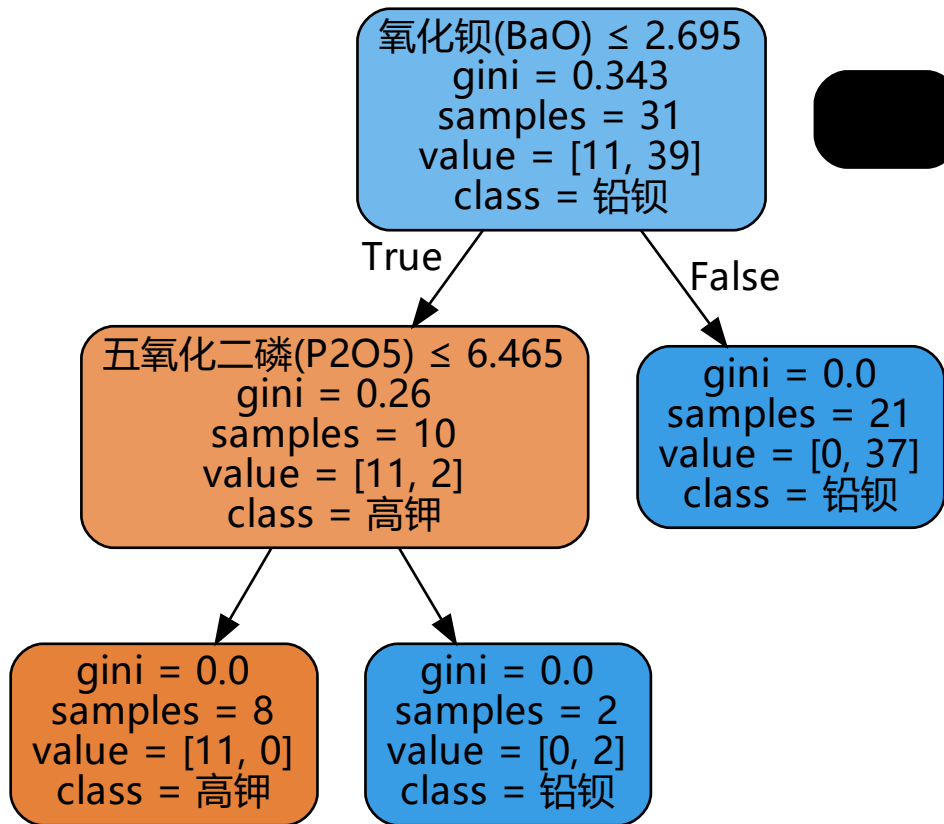 氧化钡(BaO) ≤ 2.695
gini = 0.343
samples = 31
value = [11, 39]
class = 铅钡
True
False
五氧化二磷(P2O5) ≤ 6.465
gini = 0.26
samples = 10
value = [11, 2]
class = 高钾
gini = 0.0
samples = 21
value = [0, 37]
class = 铅钡
gini = 0.0
samples = 8
value = [11, 0]
class = 高钾
gini = 0.0
samples = 2
value = [0, 2]
class = 铅钡